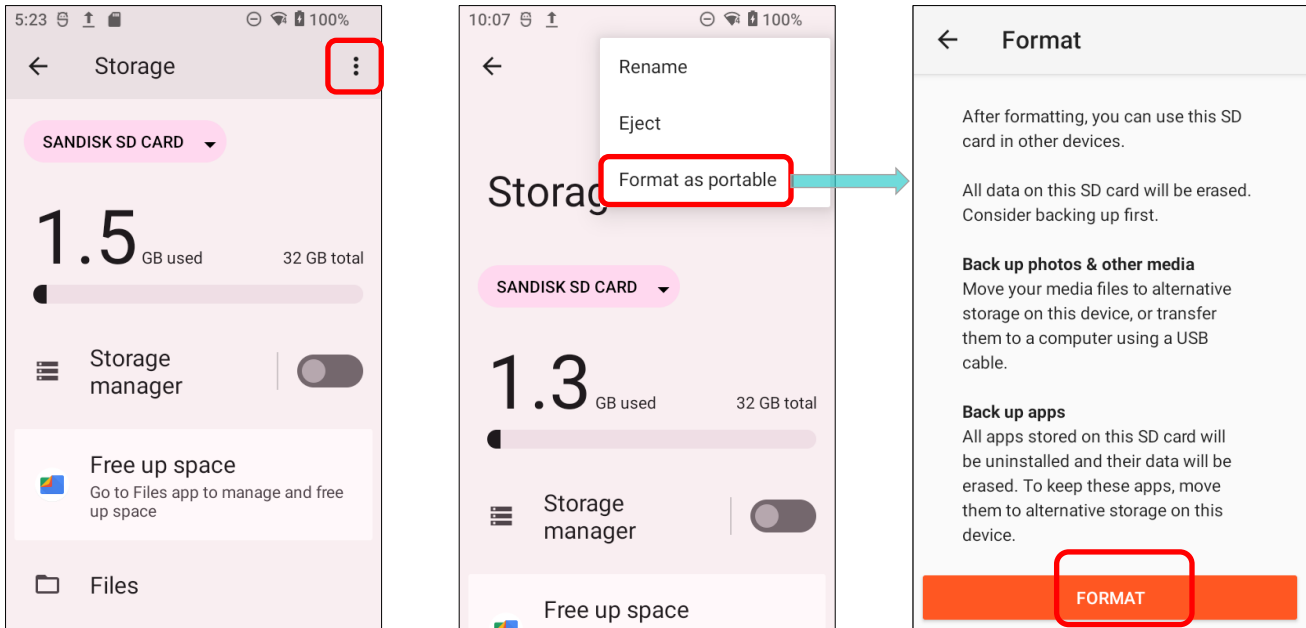 5:23 100%
Storage
SANDISK SD CARD
1.5 GB used 32 GB total
Storage
manager
Free up space
Go to Files app to manage and free
up space
Files
10:07 100%
Rename
Eject
Format as portable
Storag
SANDISK SD CARD
1.3 GB used 32 GB total
Storage
manager
Free up space
Format
After formatting, you can use this SD
card in other devices.
All data on this SD card will be erased.
Consider backing up first.
Back up photos & other media
Move your media files to alternative
storage on this device, or transfer
them to a computer using a USB
cable.
Back up apps
All apps stored on this SD card will
be uninstalled and their data will be
erased. To keep these apps, move
them to alternative storage on this
device.
FORMAT